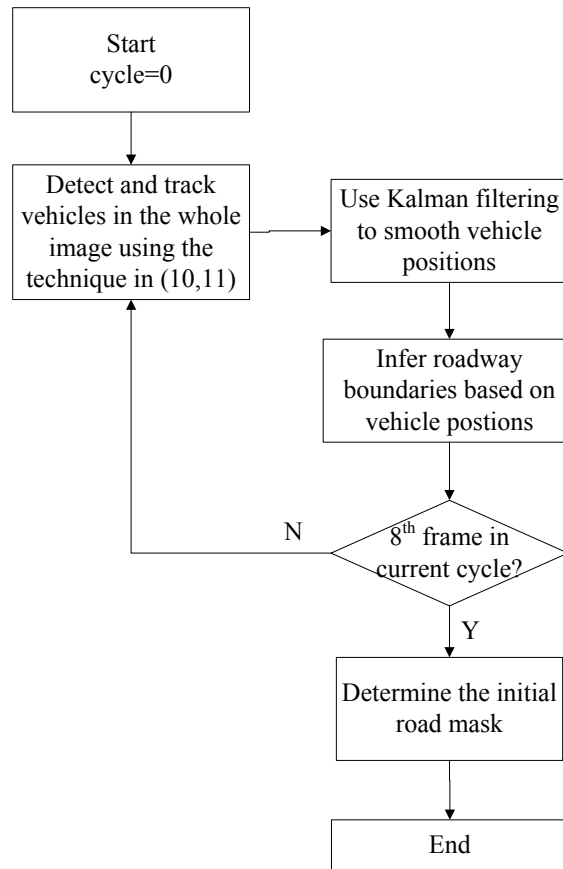 Start
cycle=0
Detect and track
vehicles in the whole
image using the
technique in (10,11)
Use Kalman filtering
to smooth vehicle
positions
Infer roadway
boundaries based on
vehicle postions
8th frame in
current cycle?
N
Y
Determine the initial
road mask
End